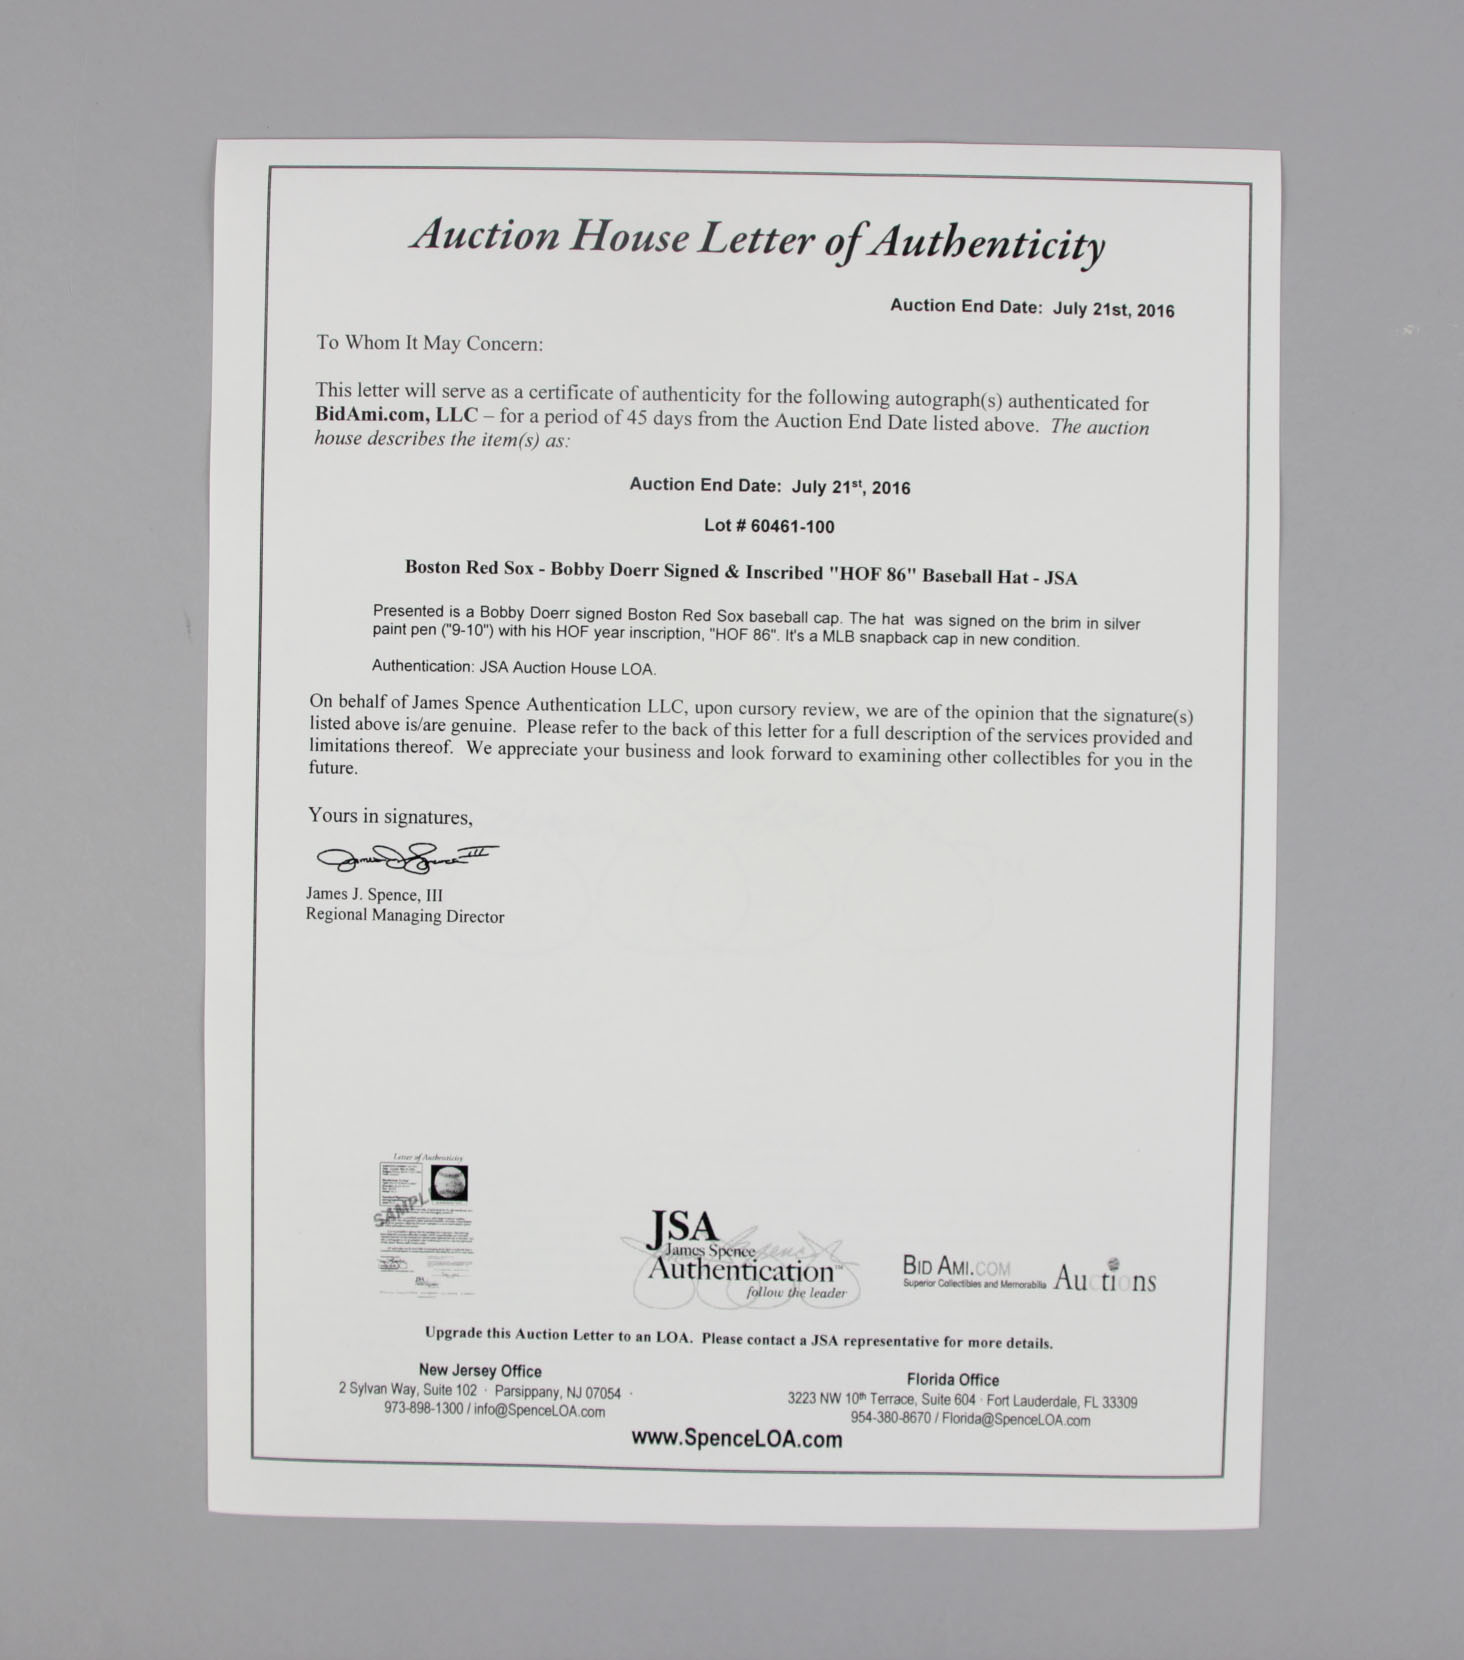 Auction House Letter of Authenticity
Auction End Date: July 21st, 2016
To Whom It May Concern:
This letter will serve as a certificate of authenticity for the following autograph(s) authenticated for
BidAmi.com, LLC – for a period of 45 days from the Auction End Date listed above. The auction
house describes the item(s) as:
Auction End Date: July 21st, 2016
Lot # 60461-100
Boston Red Sox - Bobby Doerr Signed & Inscribed "HOF 86" Baseball Hat - JSA
Presented is a Bobby Doerr signed Boston Red Sox baseball cap. The hat was signed on the brim in silver
paint pen ("9-10") with his HOF year inscription, "HOF 86". It's a MLB snapback cap in new condition.
Authentication: JSA Auction House LOA.
On behalf of James Spence Authentication LLC, upon cursory review, we are of the opinion that the signature(s)
listed above is/are genuine. Please refer to the back of this letter for a full description of the services provided and
limitations thereof. We appreciate your business and look forward to examining other collectibles for you in the
future.
Yours in signatures,
James J. Spence III
James J. Spence, III
Regional Managing Director
Letter of Authenticity
SAMPLE
JSA
James Spence
Authentication™
follow the leader
BID AMI.COM
Superior Collectibles and Memorabilia
Auctions
Upgrade this Auction Letter to an LOA. Please contact a JSA representative for more details.
New Jersey Office
2 Sylvan Way, Suite 102 · Parsippany, NJ 07054 ·
973-898-1300 / info@SpenceLOA.com
Florida Office
3223 NW 10th Terrace, Suite 604 · Fort Lauderdale, FL 33309
954-380-8670 / Florida@SpenceLOA.com
www.SpenceLOA.com